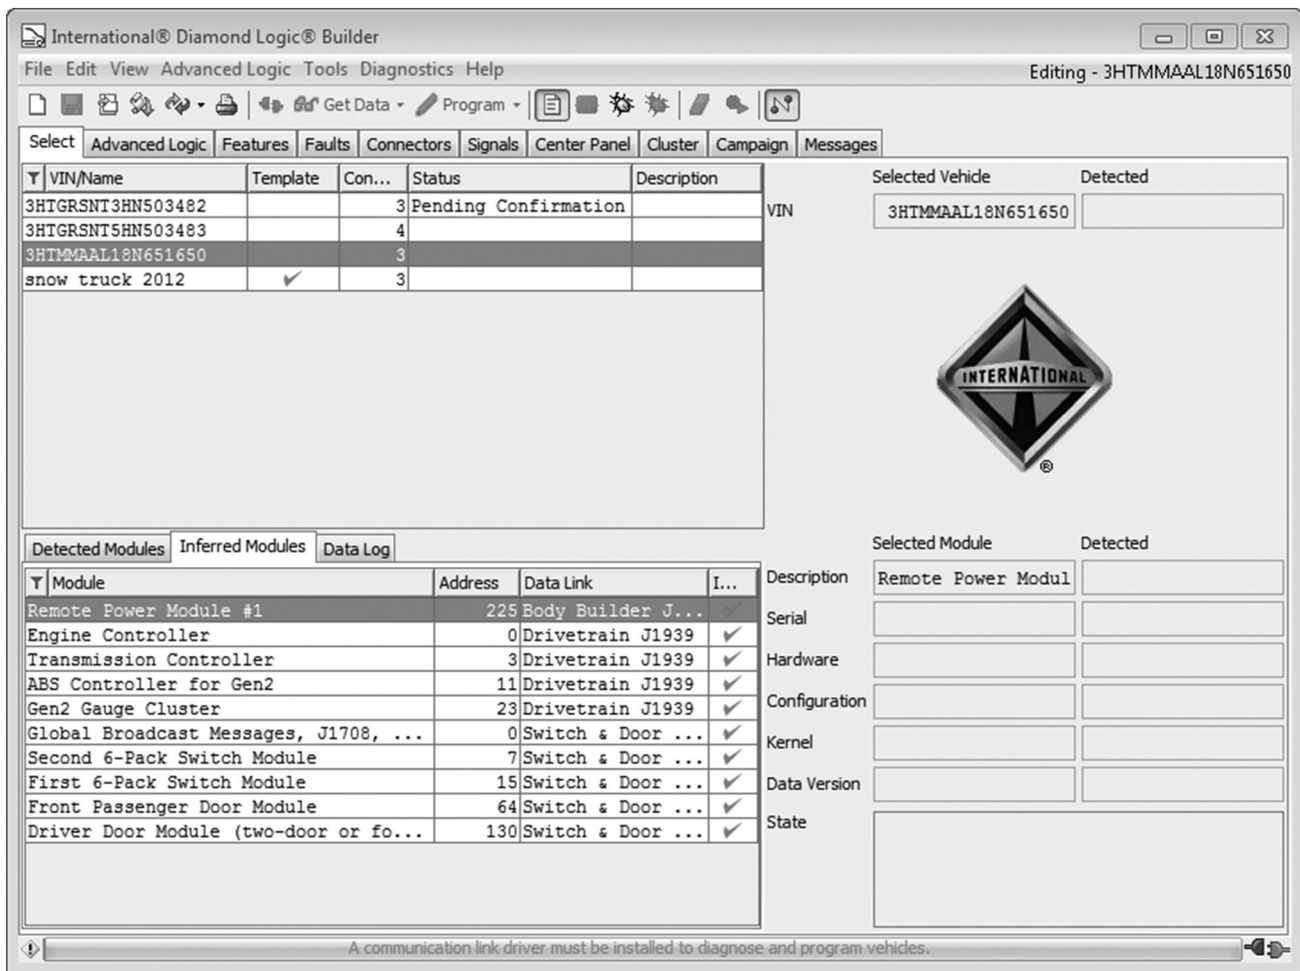 International® Diamond Logic® Builder
File Edit View Advanced Logic Tools Diagnostics Help
Editing - 3HTMMAAL18N651650
Get Data Program
Select Advanced Logic Features Faults Connectors Signals Center Panel Cluster Campaign Messages
VIN/Name Template Con... Status Description
3HTGRSNT3HN503482 3 Pending Confirmation
3HTGRSNT5HN503483 4
3HTMMAAL18N651650 3
snow truck 2012 ✓ 3
Selected Vehicle Detected
VIN 3HTMMAAL18N651650
INTERNATIONAL
®
Detected Modules Inferred Modules Data Log
Module Address Data Link I...
Remote Power Module #1 225 Body Builder J... ✓
Engine Controller 0 Drivetrain J1939 ✓
Transmission Controller 3 Drivetrain J1939 ✓
ABS Controller for Gen2 11 Drivetrain J1939 ✓
Gen2 Gauge Cluster 23 Drivetrain J1939 ✓
Global Broadcast Messages, J1708, ... 0 Switch & Door ... ✓
Second 6-Pack Switch Module 7 Switch & Door ... ✓
First 6-Pack Switch Module 15 Switch & Door ... ✓
Front Passenger Door Module 64 Switch & Door ... ✓
Driver Door Module (two-door or fo... 130 Switch & Door ... ✓
Selected Module Detected
Description Remote Power Modul
Serial
Hardware
Configuration
Kernel
Data Version
State
A communication link driver must be installed to diagnose and program vehicles.